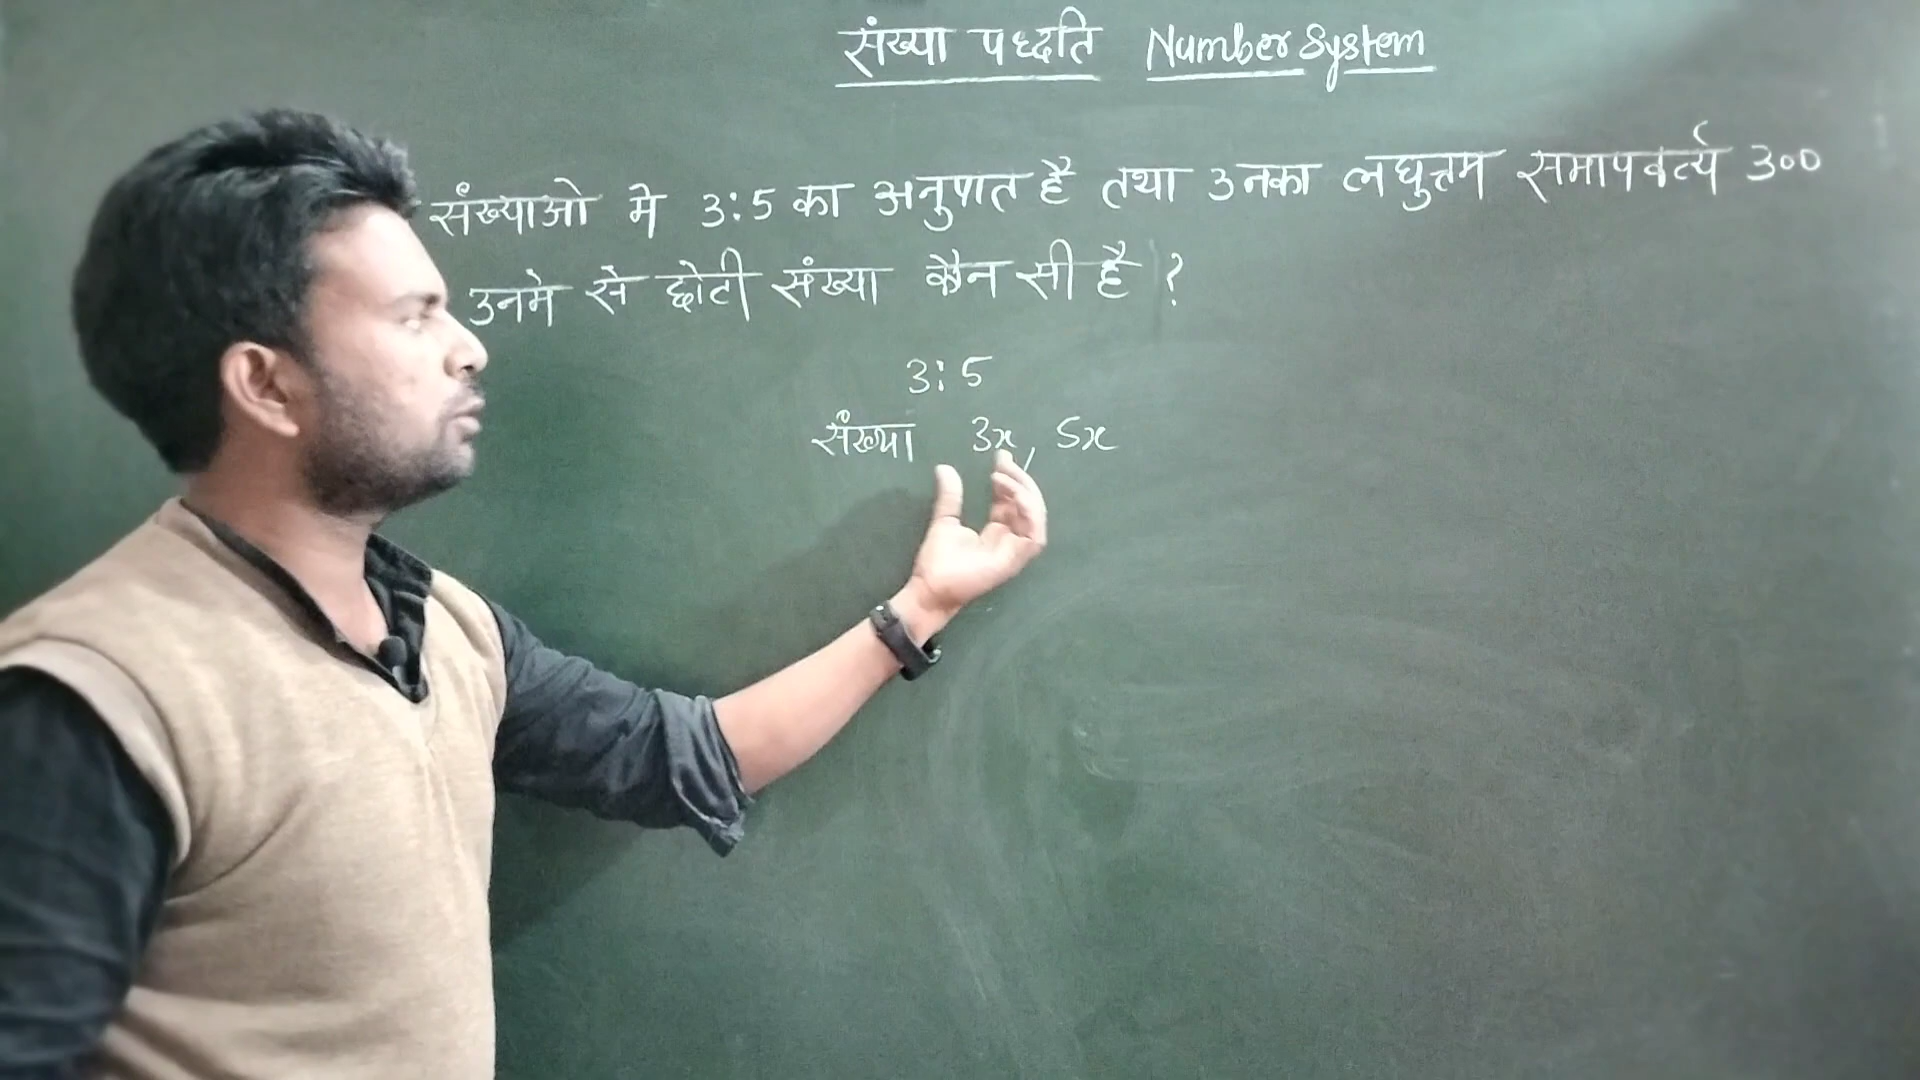 संख्या पध्दति Number System
संख्याओ मे 3:5 का अनुपात है तथा उनका लघुत्तम समापवर्त्य 300
उनमे से छोटी संख्या कौन सी है ?
3:5
संख्या 3x, 5x